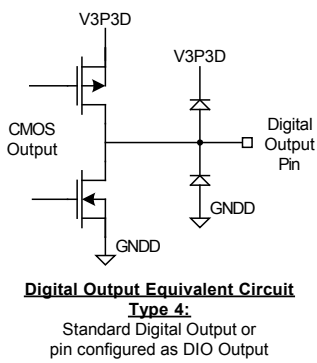 V3P3D
V3P3D
CMOS
Output
Digital
Output
Pin
GNDD
GNDD
Digital Output Equivalent Circuit
Type 4:
Standard Digital Output or
pin configured as DIO Output